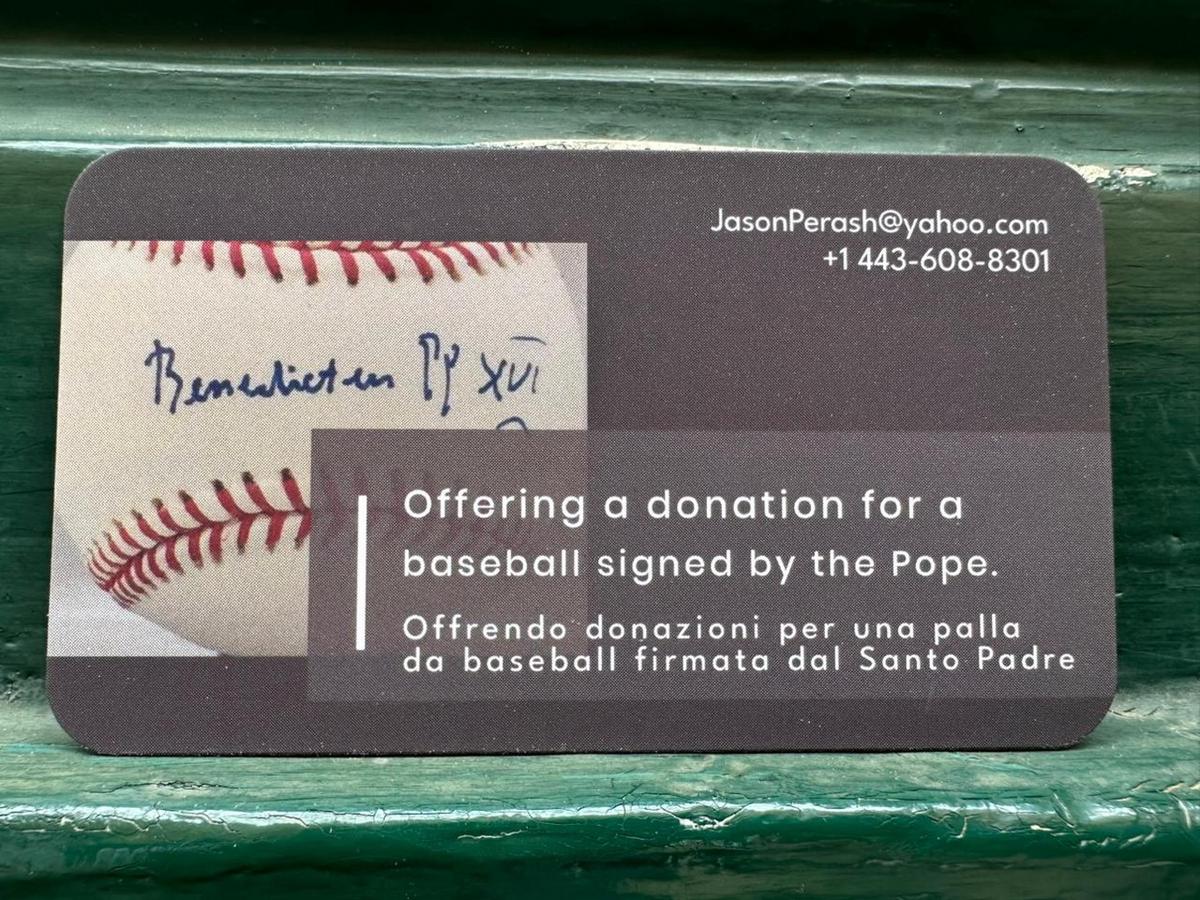 JasonPerash@yahoo.com
+1 443-608-8301
Benedictus PP XVI
Offering a donation for a
baseball signed by the Pope.
Offrendo donazioni per una palla
da baseball firmata dal Santo Padre